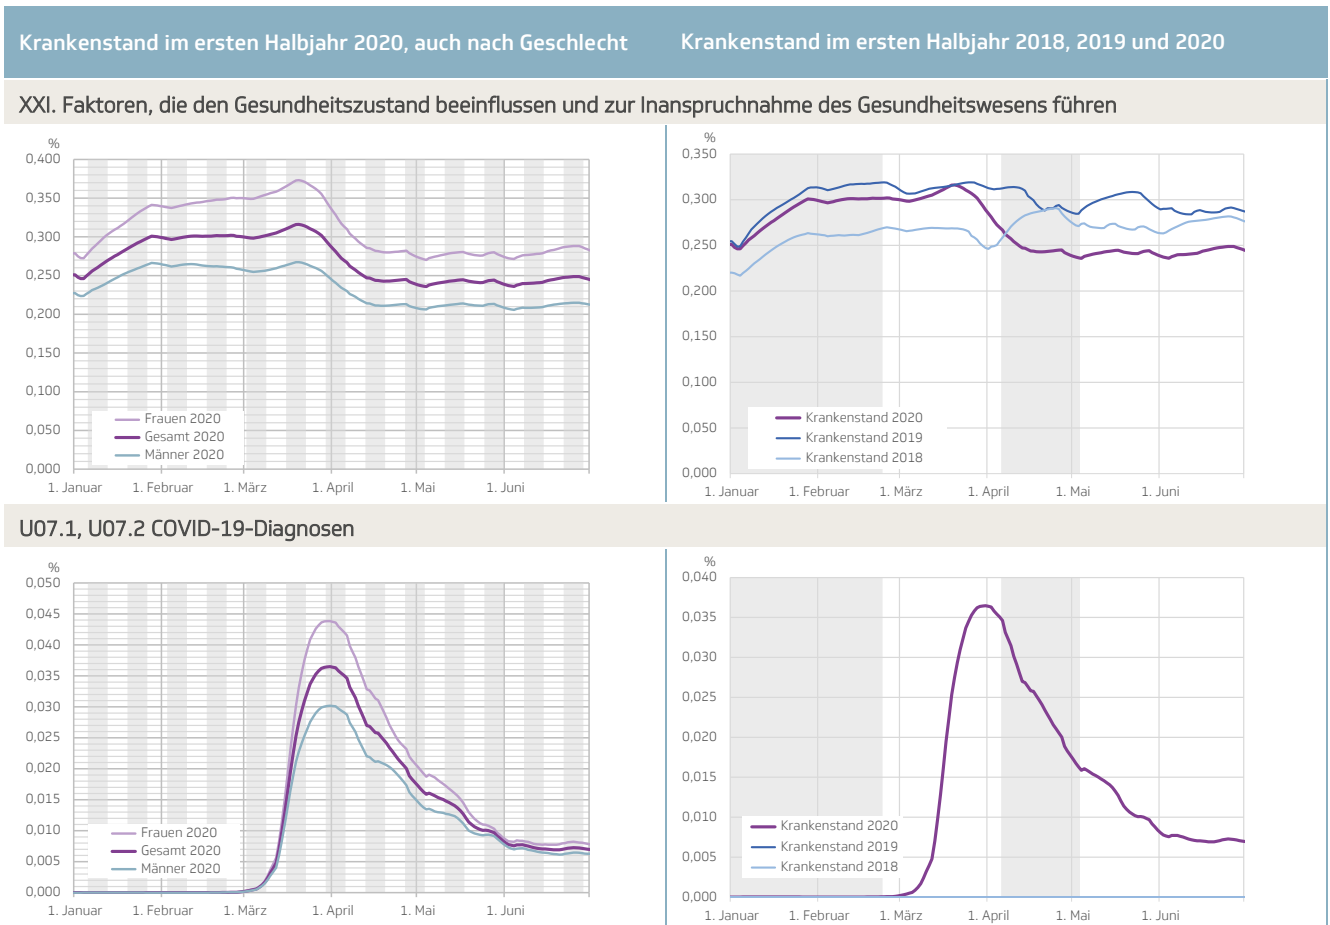 Krankenstand im ersten Halbjahr 2020, auch nach Geschlecht
Krankenstand im ersten Halbjahr 2018, 2019 und 2020
XXI. Faktoren, die den Gesundheitszustand beeinflussen und zur Inanspruchnahme des Gesundheitswesens führen
%
0,400
0,350
0,300
0,250
0,200
0,150
0,100
0,050
0,000
Frauen 2020
Gesamt 2020
Männer 2020
1. Januar 1. Februar 1. März 1. April 1. Mai 1. Juni
%
0,350
0,300
0,250
0,200
0,150
0,100
0,050
0,000
Krankenstand 2020
Krankenstand 2019
Krankenstand 2018
1. Januar 1. Februar 1. März 1. April 1. Mai 1. Juni
U07.1, U07.2 COVID-19-Diagnosen
%
0,050
0,045
0,040
0,035
0,030
0,025
0,020
0,015
0,010
0,005
0,000
Frauen 2020
Gesamt 2020
Männer 2020
1. Januar 1. Februar 1. März 1. April 1. Mai 1. Juni
%
0,040
0,035
0,030
0,025
0,020
0,015
0,010
0,005
0,000
Krankenstand 2020
Krankenstand 2019
Krankenstand 2018
1. Januar 1. Februar 1. März 1. April 1. Mai 1. Juni